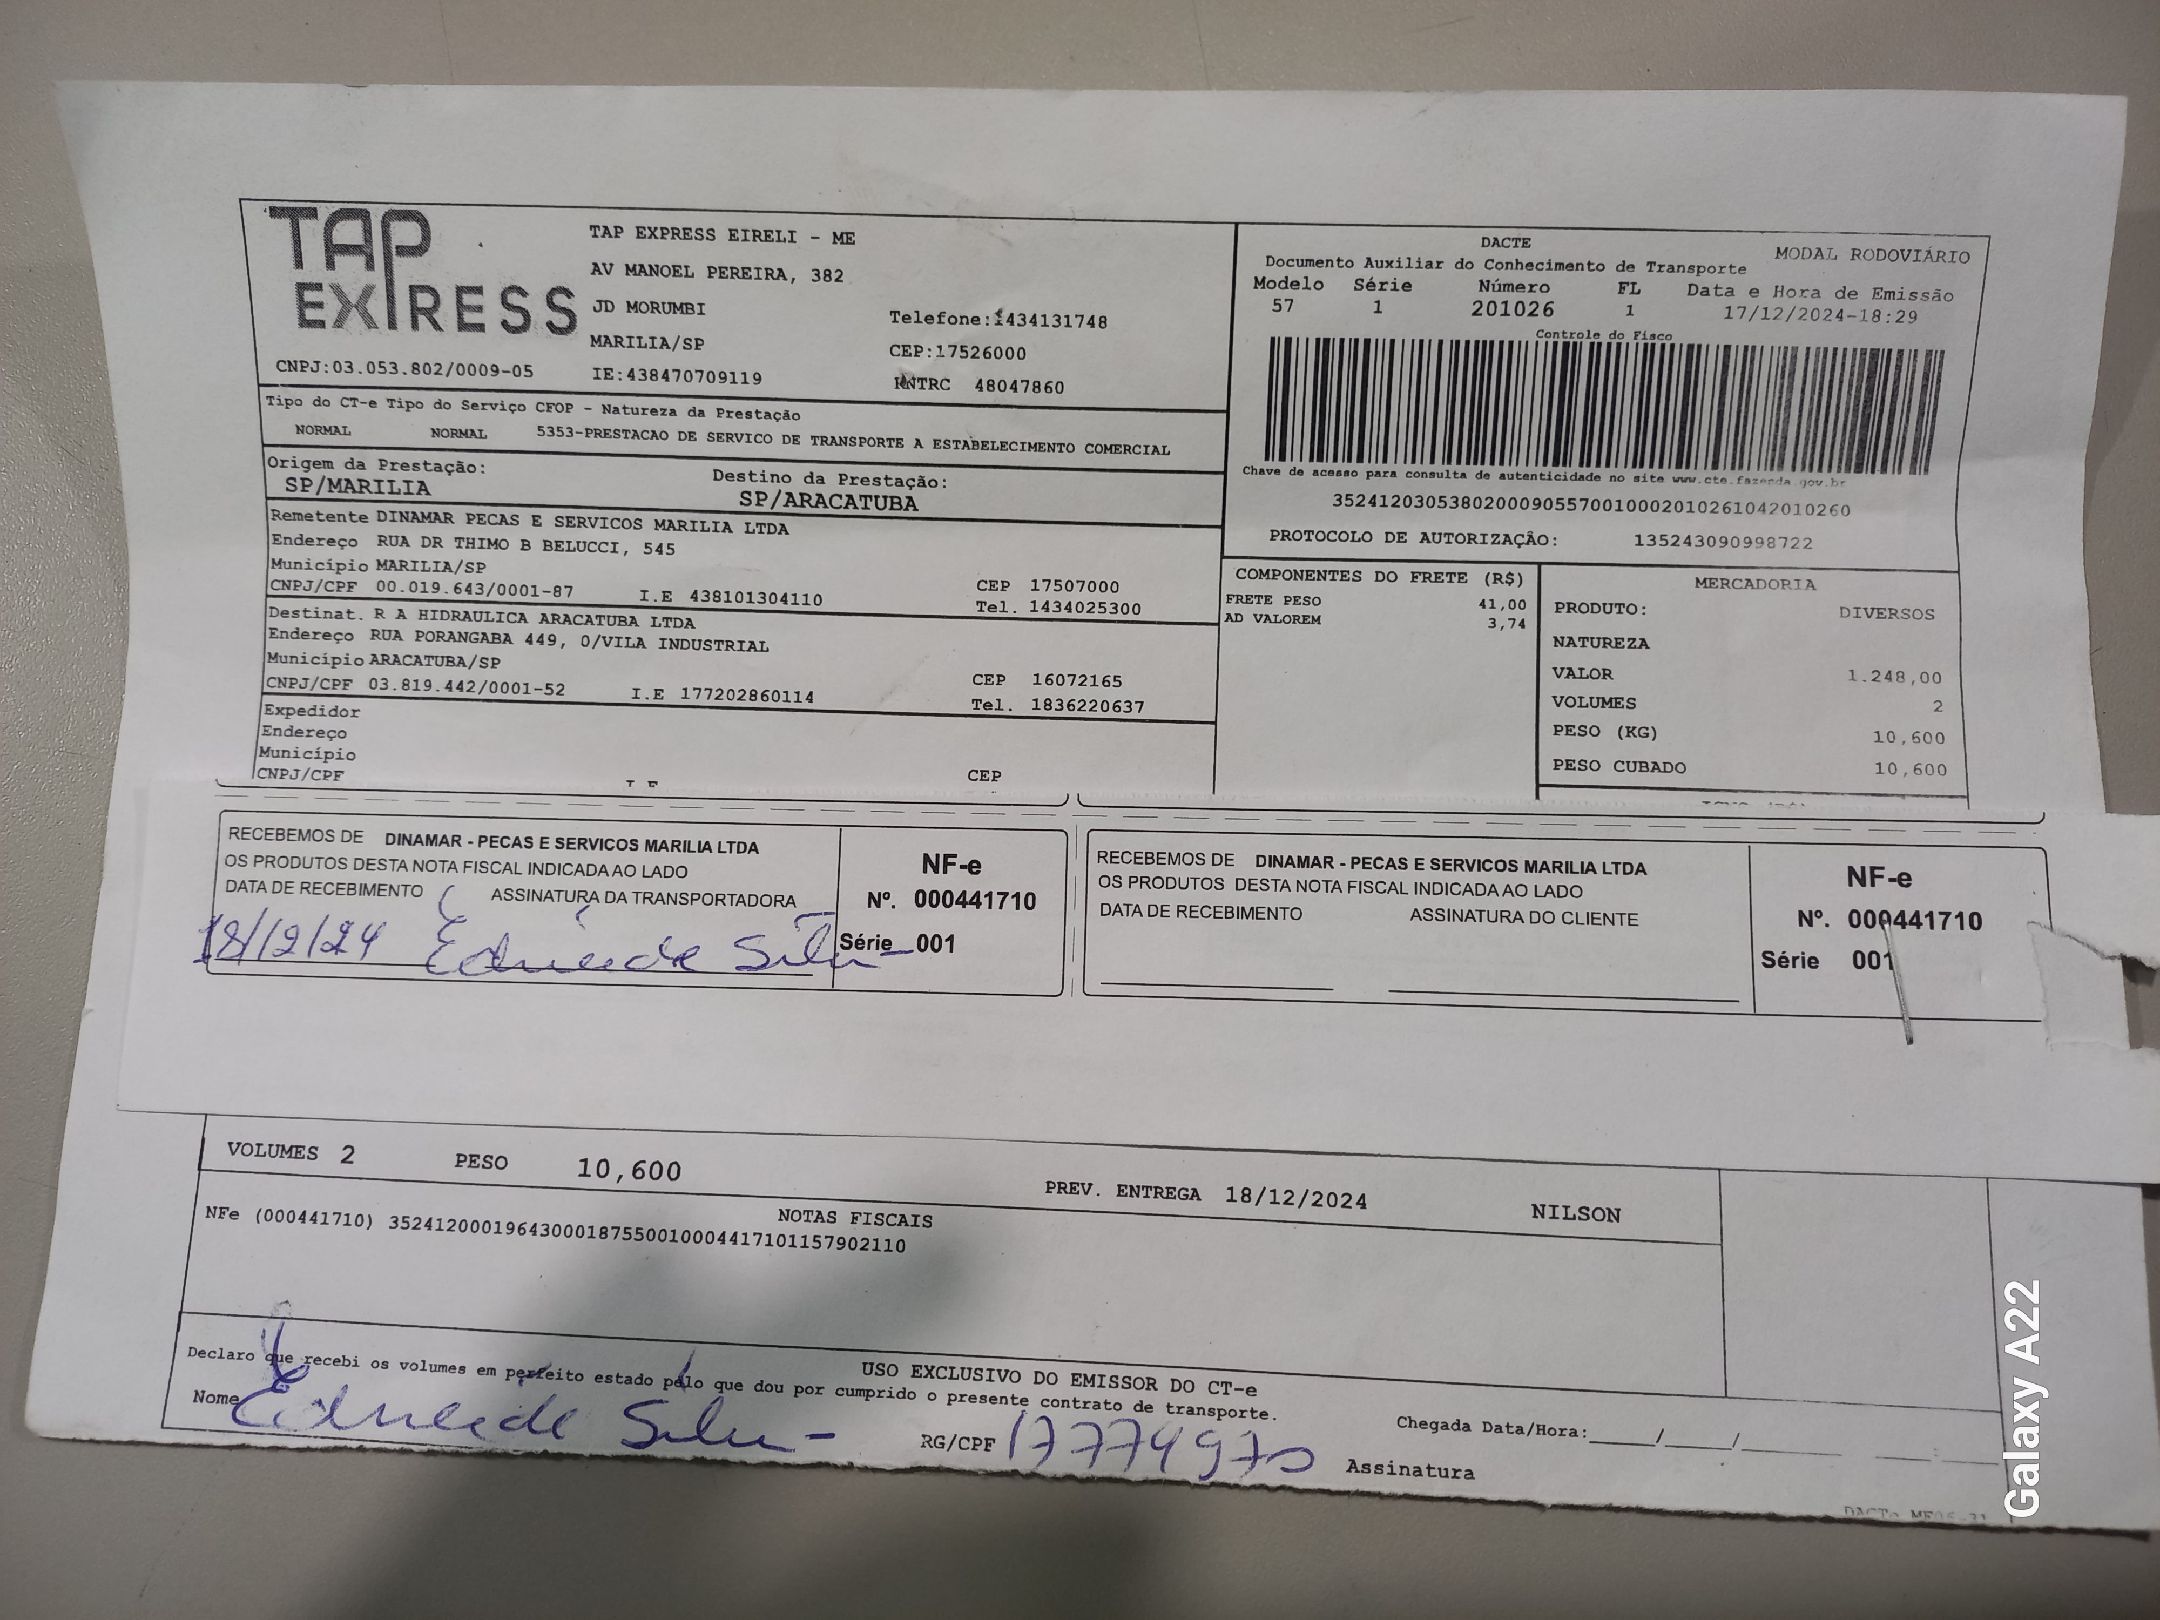 TAP
EXPRESS
TAP EXPRESS EIRELI - ME
AV MANOEL PEREIRA, 382
JD MORUMBI
Telefone:1434131748
MARILIA/SP
CEP:17526000
CNPJ:03.053.802/0009-05
IE:438470709119
RNTRC 48047860
DACTE
MODAL RODOVIÁRIO
Documento Auxiliar do Conhecimento de Transporte
Modelo Série Número FL Data e Hora de Emissão
57 1 201026 1 17/12/2024-18:29
Controle do Fisco
Chave de acesso para consulta de autenticidade no site www.cte.fazenda.gov.br
35241203053802000905570010002010261042010260
PROTOCOLO DE AUTORIZAÇÃO: 135243090998722
Tipo do CT-e Tipo do Serviço CFOP - Natureza da Prestação
NORMAL NORMAL 5353-PRESTACAO DE SERVICO DE TRANSPORTE A ESTABELECIMENTO COMERCIAL
Origem da Prestação: Destino da Prestação:
SP/MARILIA SP/ARACATUBA
Remetente DINAMAR PECAS E SERVICOS MARILIA LTDA
Endereço RUA DR THIMO B BELUCCI, 545
Município MARILIA/SP CEP 17507000
CNPJ/CPF 00.019.643/0001-87 I.E 438101304110 Tel. 1434025300
Destinat. R A HIDRAULICA ARACATUBA LTDA
Endereço RUA PORANGABA 449, 0/VILA INDUSTRIAL
Município ARACATUBA/SP CEP 16072165
CNPJ/CPF 03.819.442/0001-52 I.E 177202860114 Tel. 1836220637
Expedidor
Endereço
Município
CNPJ/CPF CEP
COMPONENTES DO FRETE (R$)
FRETE PESO 41,00
AD VALOREM 3,74
MERCADORIA
PRODUTO: DIVERSOS
NATUREZA
VALOR 1.248,00
VOLUMES 2
PESO (KG) 10,600
PESO CUBADO 10,600
RECEBEMOS DE DINAMAR - PECAS E SERVICOS MARILIA LTDA
OS PRODUTOS DESTA NOTA FISCAL INDICADA AO LADO
DATA DE RECEBIMENTO ASSINATURA DA TRANSPORTADORA
18/12/24 Edneide Silva
NF-e
Nº. 000441710
Série 001
RECEBEMOS DE DINAMAR - PECAS E SERVICOS MARILIA LTDA
OS PRODUTOS DESTA NOTA FISCAL INDICADA AO LADO
DATA DE RECEBIMENTO ASSINATURA DO CLIENTE
NF-e
Nº. 000441710
Série 001
VOLUMES 2 PESO 10,600 PREV. ENTREGA 18/12/2024 NILSON
NOTAS FISCAIS
NFe (000441710) 35241200019643000187550010004417101157902110
USO EXCLUSIVO DO EMISSOR DO CT-e
Declaro que recebi os volumes em perfeito estado pelo que dou por cumprido o presente contrato de transporte.
Nome Edneide Silva RG/CPF 17774970 Assinatura
Chegada Data/Hora:____/____/____ ____:____
Galaxy A22